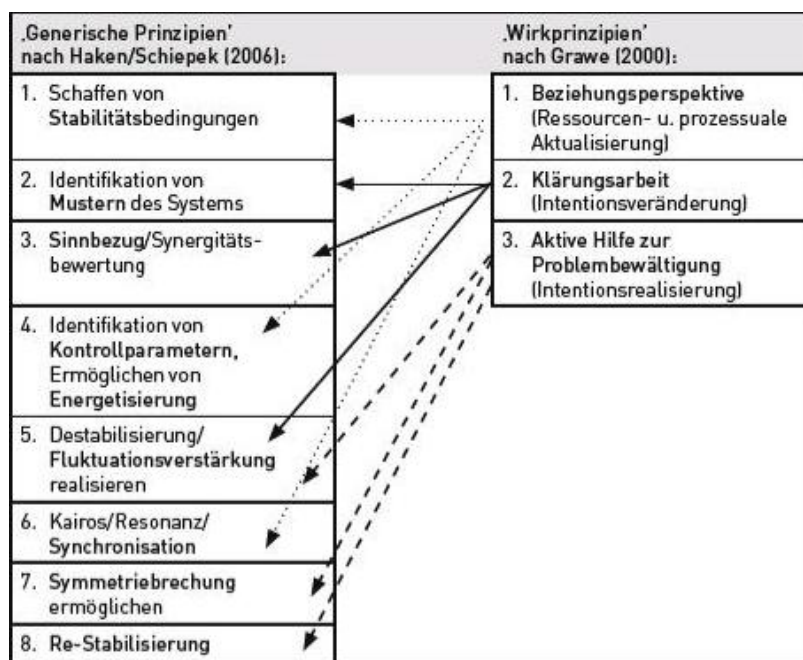 ‚Generische Prinzipien'
nach Haken/Schiepek (2006):
1. Schaffen von
Stabilitätsbedingungen
2. Identifikation von
Mustern des Systems
3. Sinnbezug/Synergitäts-
bewertung
4. Identifikation von
Kontrollparametern,
Ermöglichen von
Energetisierung
5. Destabilisierung/
Fluktuationsverstärkung
realisieren
6. Kairos/Resonanz/
Synchronisation
7. Symmetriebrechung
ermöglichen
8. Re-Stabilisierung
‚Wirkprinzipien'
nach Grawe (2000):
1. Beziehungsperspektive
(Ressourcen- u. prozessuale
Aktualisierung)
2. Klärungsarbeit
(Intentionsveränderung)
3. Aktive Hilfe zur
Problembewältigung
(Intentionsrealisierung)